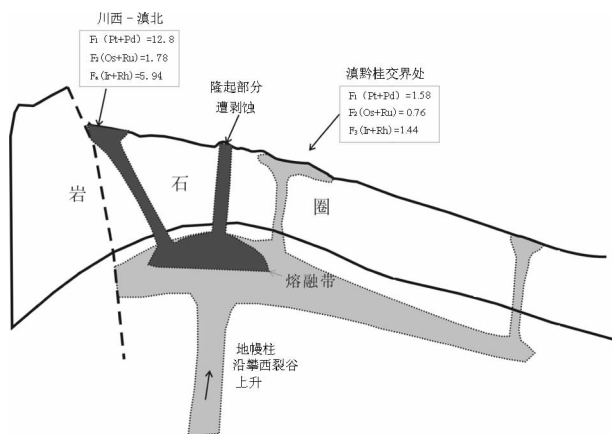 川西－滇北
F₁ (Pt+Pd) =12.8
F₂(Os+Ru)=1.78
Fₑ(Ir+Rh)=5.94
隆起部分
遭剥蚀
滇黔桂交界处
F₁ (Pt+Pd) =1.58
F₂(Os+Ru) =0.76
F₃(Ir+Rh) =1.44
岩 石 圈
熔融带
地幔柱
沿攀西裂谷
上升